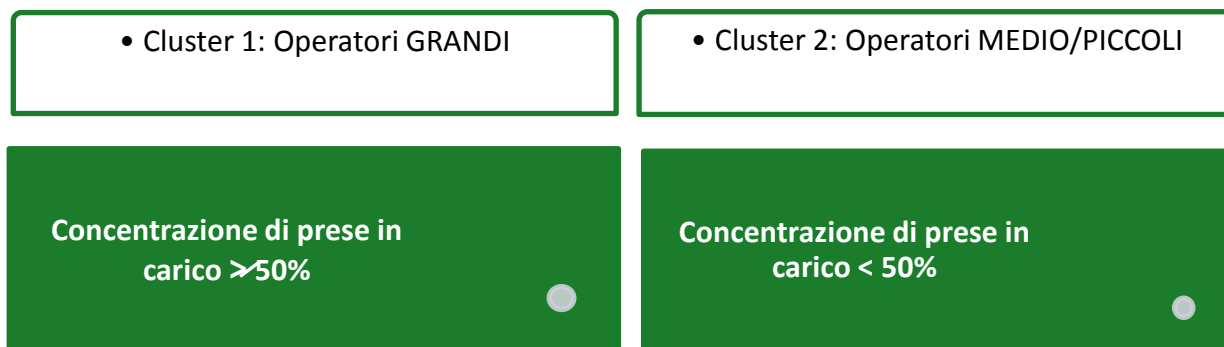 • Cluster 1: Operatori GRANDI
• Cluster 2: Operatori MEDIO/PICCOLI
Concentrazione di prese in
carico ≯50%
Concentrazione di prese in
carico < 50%